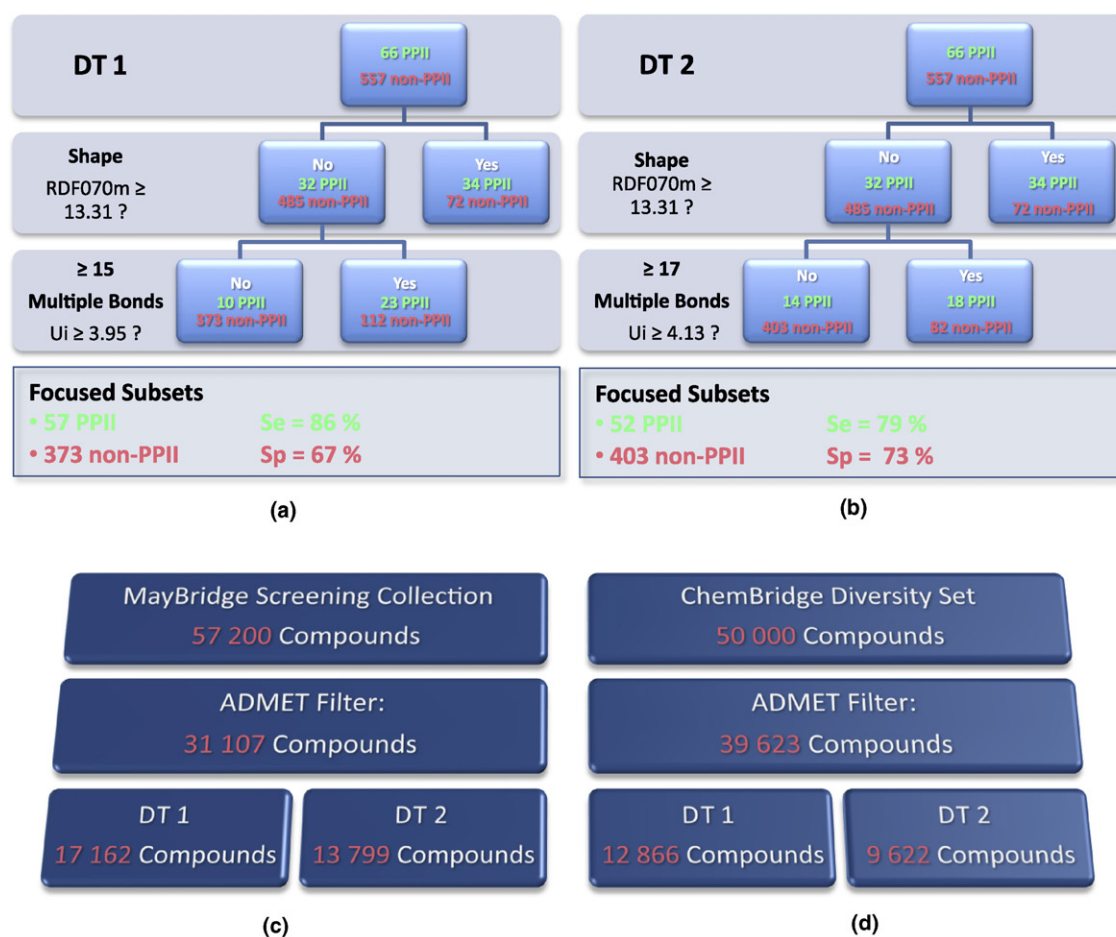 DT 1
66 PPII
557 non-PPII
Shape
RDF070m ≥
13.31 ?
No
32 PPII
485 non-PPII
Yes
34 PPII
72 non-PPII
≥ 15
Multiple Bonds
Ui ≥ 3.95 ?
No
10 PPII
373 non-PPII
Yes
23 PPII
112 non-PPII
Focused Subsets
• 57 PPII Se = 86 %
• 373 non-PPII Sp = 67 %
(a)
DT 2
66 PPII
557 non-PPII
Shape
RDF070m ≥
13.31 ?
No
32 PPII
485 non-PPII
Yes
34 PPII
72 non-PPII
≥ 17
Multiple Bonds
Ui ≥ 4.13 ?
No
14 PPII
403 non-PPII
Yes
18 PPII
82 non-PPII
Focused Subsets
• 52 PPII Se = 79 %
• 403 non-PPII Sp = 73 %
(b)
MayBridge Screening Collection
57 200 Compounds
ADMET Filter:
31 107 Compounds
DT 1
17 162 Compounds
DT 2
13 799 Compounds
(c)
ChemBridge Diversity Set
50 000 Compounds
ADMET Filter:
39 623 Compounds
DT 1
12 866 Compounds
DT 2
9 622 Compounds
(d)